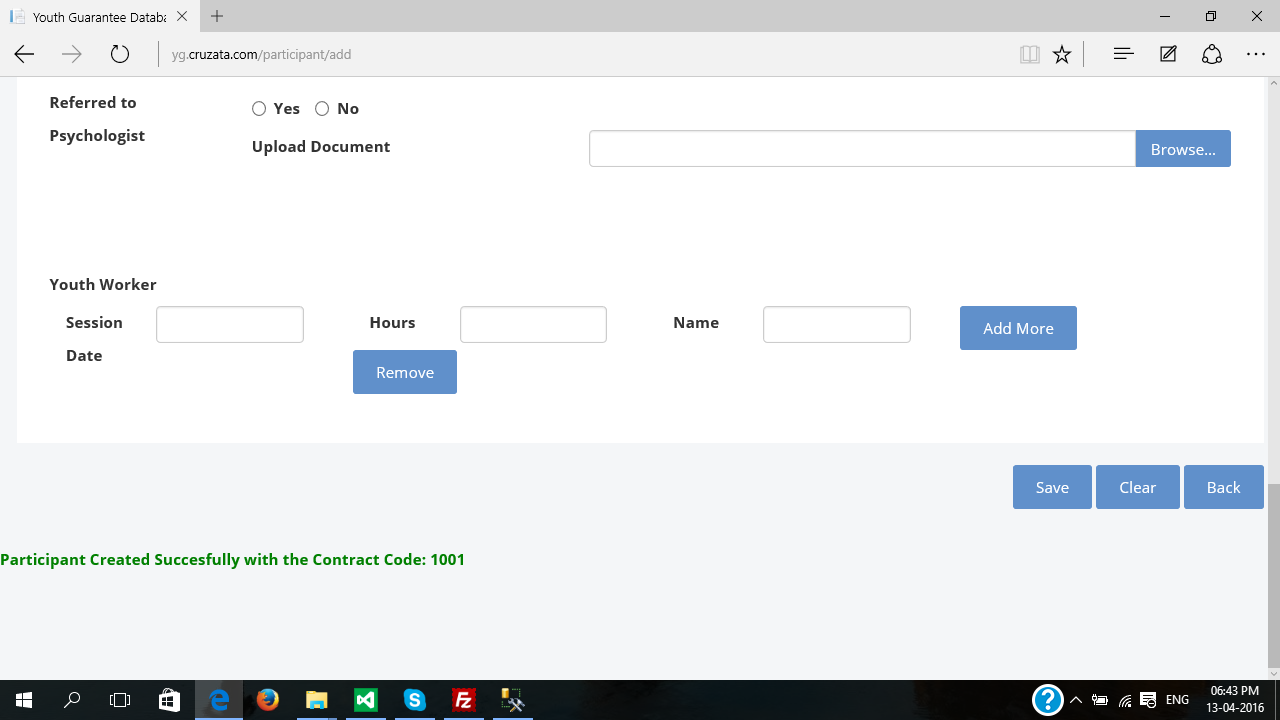 Youth Guarantee Databa
yg.cruzata.com/participant/add
Referred to
Psychologist
Yes No
Upload Document
Browse...
Youth Worker
Session
Date
Hours
Name
Add More
Remove
Save Clear Back
Participant Created Succesfully with the Contract Code: 1001
ENG
06:43 PM
13-04-2016